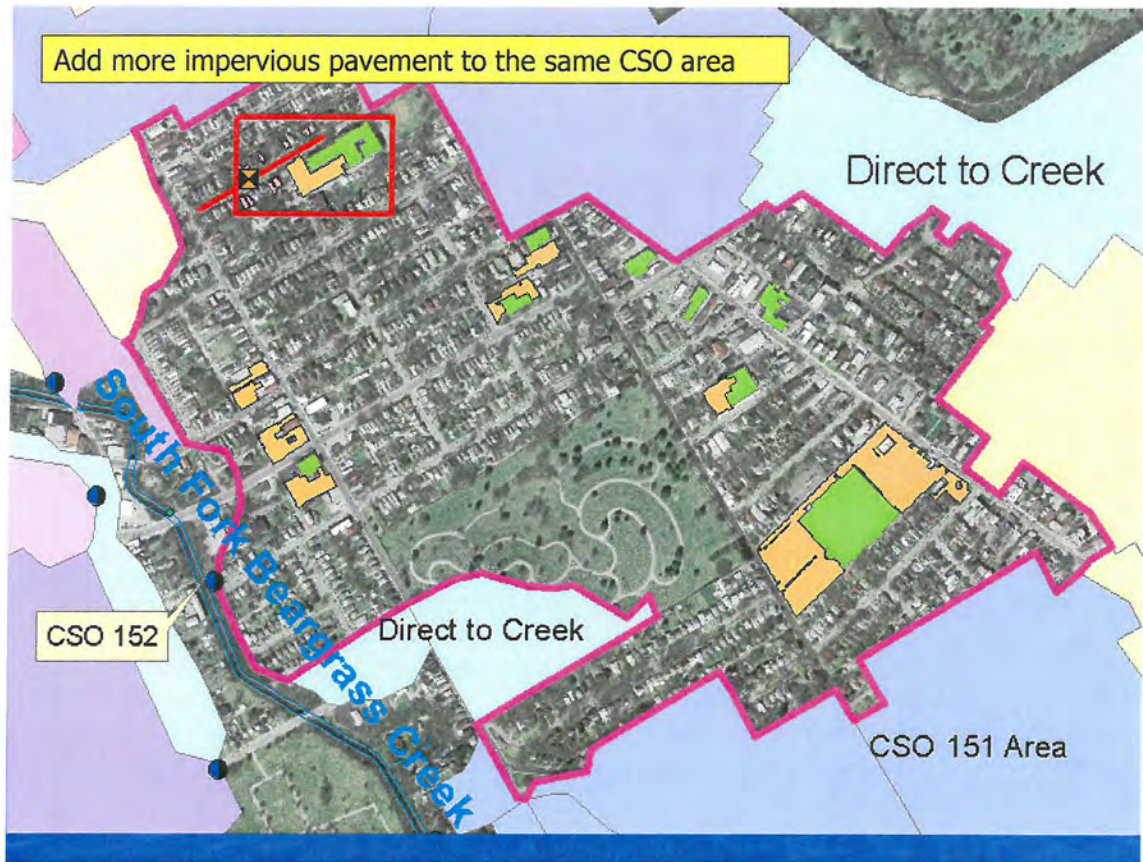 Add more impervious pavement to the same CSO area
Direct to Creek
South Fork Beargrass Creek
CSO 152
Direct to Creek
CSO 151 Area